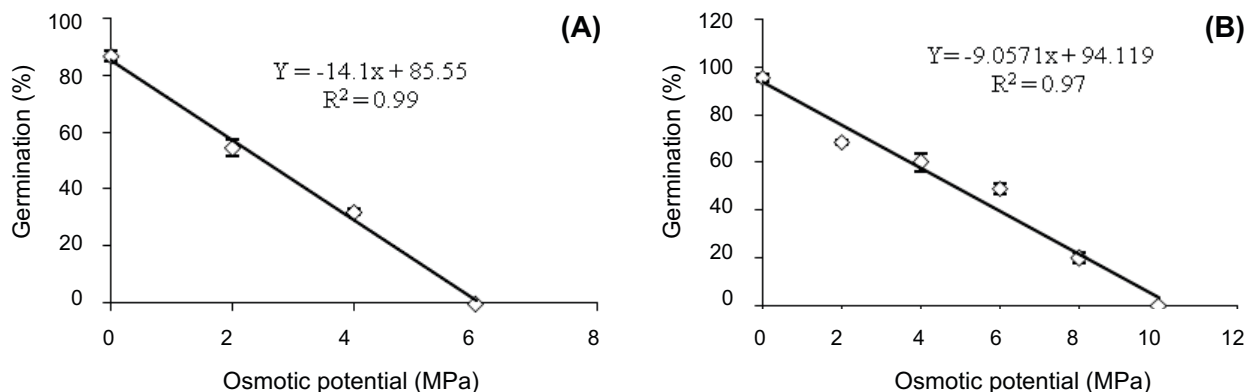 (A)
Y = -14.1x + 85.55
R² = 0.99
Germination (%)
100
80
60
40
20
0
0 2 4 6 8
Osmotic potential (MPa)
(B)
Y = -9.0571x + 94.119
R² = 0.97
Germination (%)
120
100
80
60
40
20
0
0 2 4 6 8 10 12
Osmotic potential (MPa)